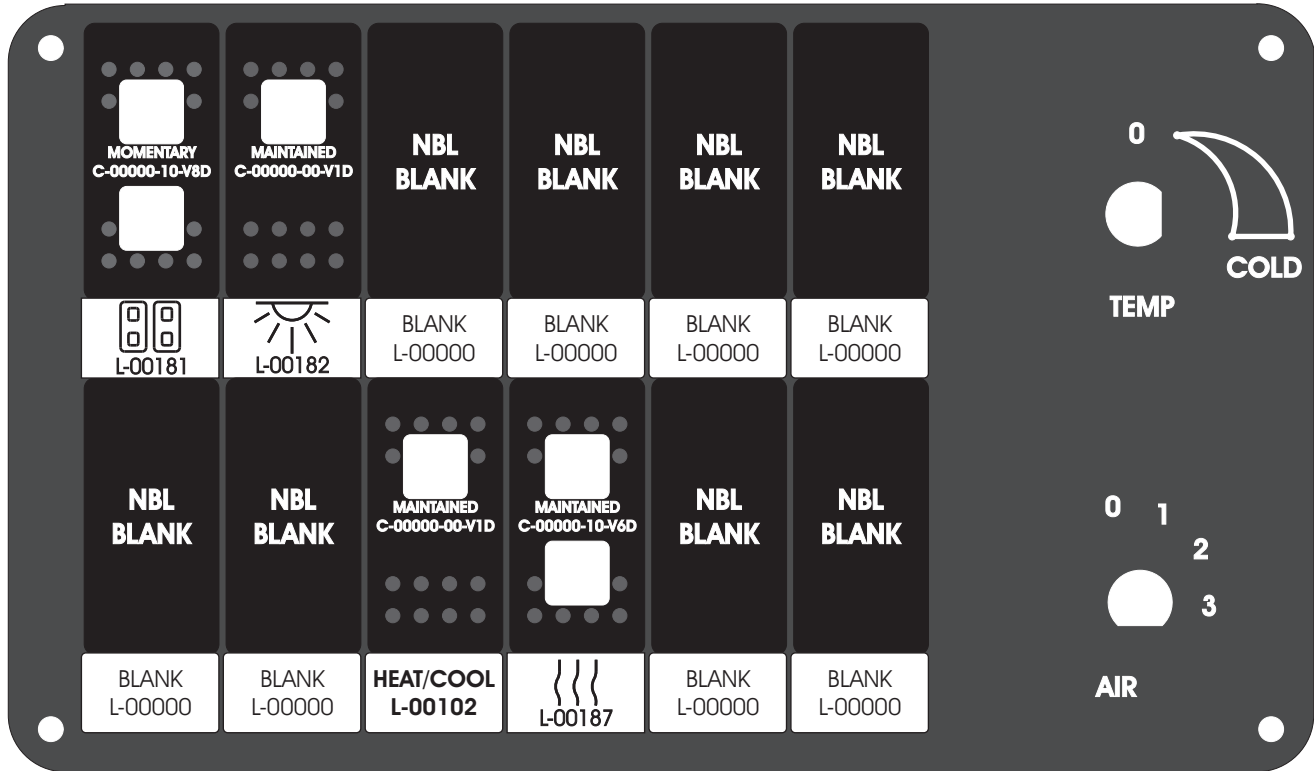 MOMENTARY
C-00000-10-V8D
MAINTAINED
C-00000-00-V1D
NBL
BLANK
NBL
BLANK
NBL
BLANK
NBL
BLANK
0
COLD
TEMP
L-00181
L-00182
BLANK
L-00000
BLANK
L-00000
BLANK
L-00000
BLANK
L-00000
NBL
BLANK
NBL
BLANK
MAINTAINED
C-00000-00-V1D
MAINTAINED
C-00000-10-V6D
NBL
BLANK
NBL
BLANK
0
1
2
3
AIR
BLANK
L-00000
BLANK
L-00000
HEAT/COOL
L-00102
L-00187
BLANK
L-00000
BLANK
L-00000